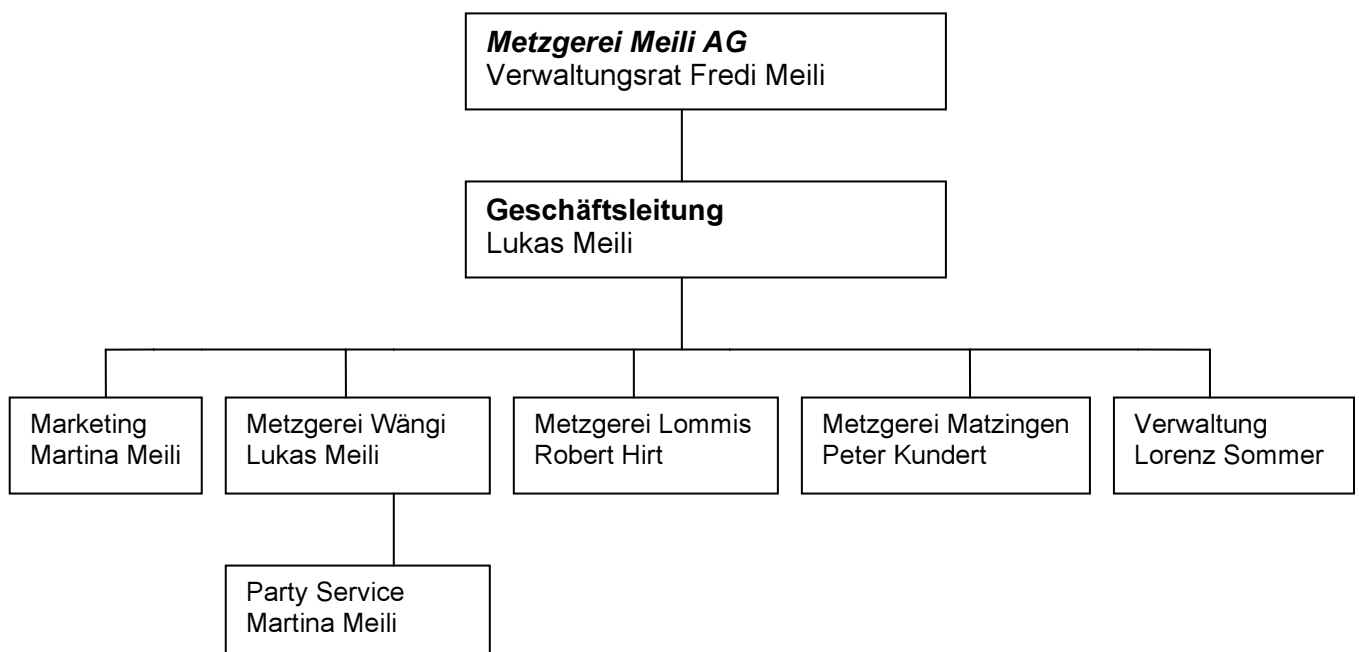 Metzgerei Meili AG
Verwaltungsrat Fredi Meili
Geschäftsleitung
Lukas Meili
Marketing
Martina Meili
Metzgerei Wängi
Lukas Meili
Metzgerei Lommis
Robert Hirt
Metzgerei Matzingen
Peter Kundert
Verwaltung
Lorenz Sommer
Party Service
Martina Meili